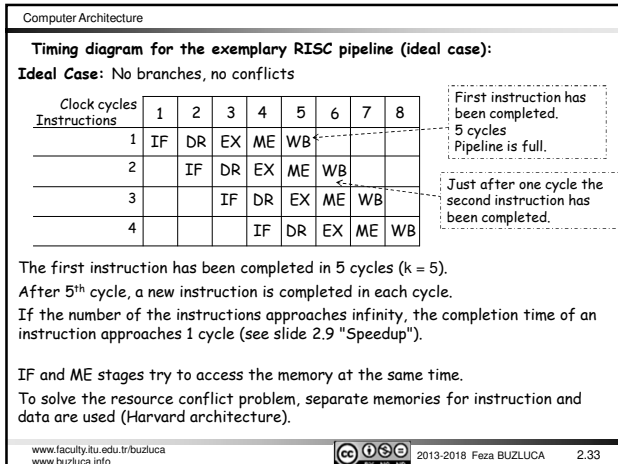 Computer Architecture
Timing diagram for the exemplary RISC pipeline (ideal case):
Ideal Case: No branches, no conflicts
Clock cycles
Instructions
1 2 3 4 5 6 7 8
1 IF DR EX ME WB
2 IF DR EX ME WB
3 IF DR EX ME WB
4 IF DR EX ME WB
First instruction has
been completed.
5 cycles
Pipeline is full.
Just after one cycle the
second instruction has
been completed.
The first instruction has been completed in 5 cycles (k = 5).
After 5th cycle, a new instruction is completed in each cycle.
If the number of the instructions approaches infinity, the completion time of an
instruction approaches 1 cycle (see slide 2.9 "Speedup").
IF and ME stages try to access the memory at the same time.
To solve the resource conflict problem, separate memories for instruction and
data are used (Harvard architecture).
www.faculty.itu.edu.tr/buzluca
www.buzluca.info
cc
2013-2018 Feza BUZLUCA 2.33